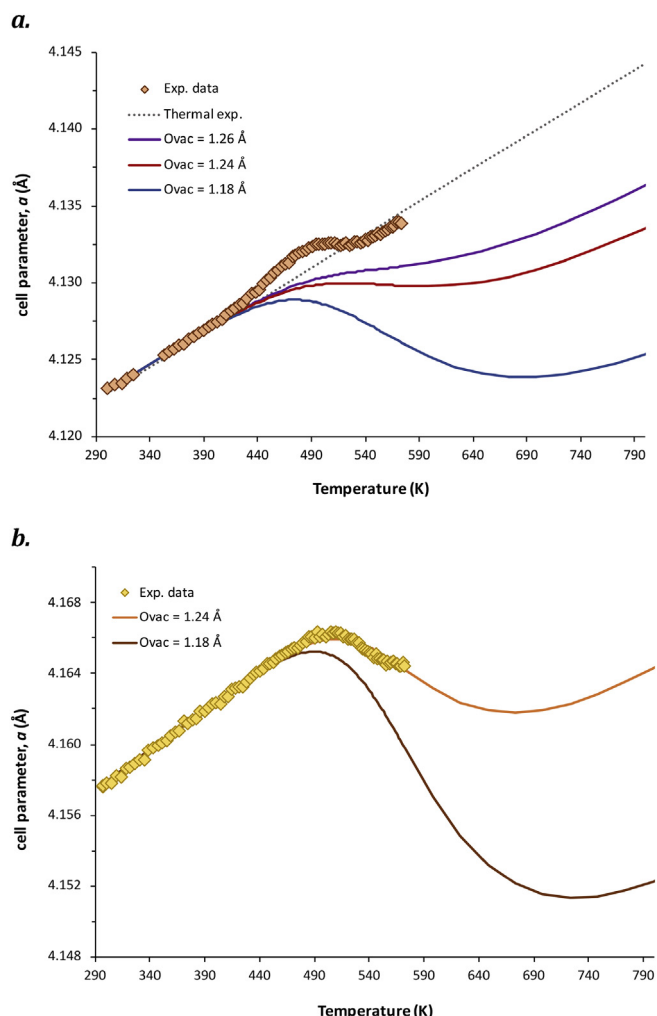 a.
4.145
4.140
4.135
4.130
4.125
4.120
cell parameter, a (Å)
Exp. data
Thermal exp.
Ovac = 1.26 Å
Ovac = 1.24 Å
Ovac = 1.18 Å
290 340 390 440 490 540 590 640 690 740 790
Temperature (K)
b.
4.168
4.164
4.160
4.156
4.152
4.148
cell parameter, a (Å)
Exp. data
Ovac = 1.24 Å
Ovac = 1.18 Å
290 340 390 440 490 540 590 640 690 740 790
Temperature (K)